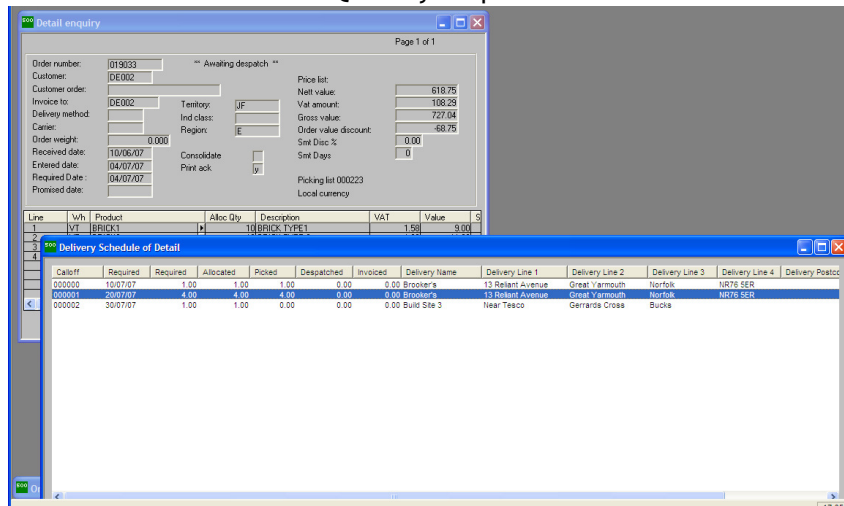 Detail enquiry
Page 1 of 1
Order number: 019033 ** Awaiting despatch **
Customer: DE002 Price list:
Customer order: Nett value: 618.75
Invoice to: DE002 Territory: JF Vat amount: 108.29
Delivery method: Ind class: Gross value: 727.04
Carrier: Region: E Order value discount: -68.75
Order weight: 0.000 Smt Disc % 0.00
Received date: 10/06/07 Consolidate Smt Days 0
Entered date: 04/07/07 Print ack y
Required Date : 04/07/07 Picking list 000223
Promised date: Local currency
Line Wh Product Alloc Qty Description VAT Value S
1 VT BRICK1 10 BRICK TYPE1 1.58 9.00
2
3
4
Delivery Schedule of Detail
Calloff Required Required Allocated Picked Despatched Invoiced Delivery Name Delivery Line 1 Delivery Line 2 Delivery Line 3 Delivery Line 4 Delivery Postco
000000 10/07/07 1.00 1.00 1.00 0.00 0.00 Brooker's 13 Reliant Avenue Great Yarmouth Norfolk NR76 5ER
000001 20/07/07 4.00 4.00 4.00 0.00 0.00 Brooker's 13 Reliant Avenue Great Yarmouth Norfolk NR76 5ER
000002 30/07/07 1.00 1.00 0.00 0.00 0.00 Build Site 3 Near Tesco Gerrards Cross Bucks